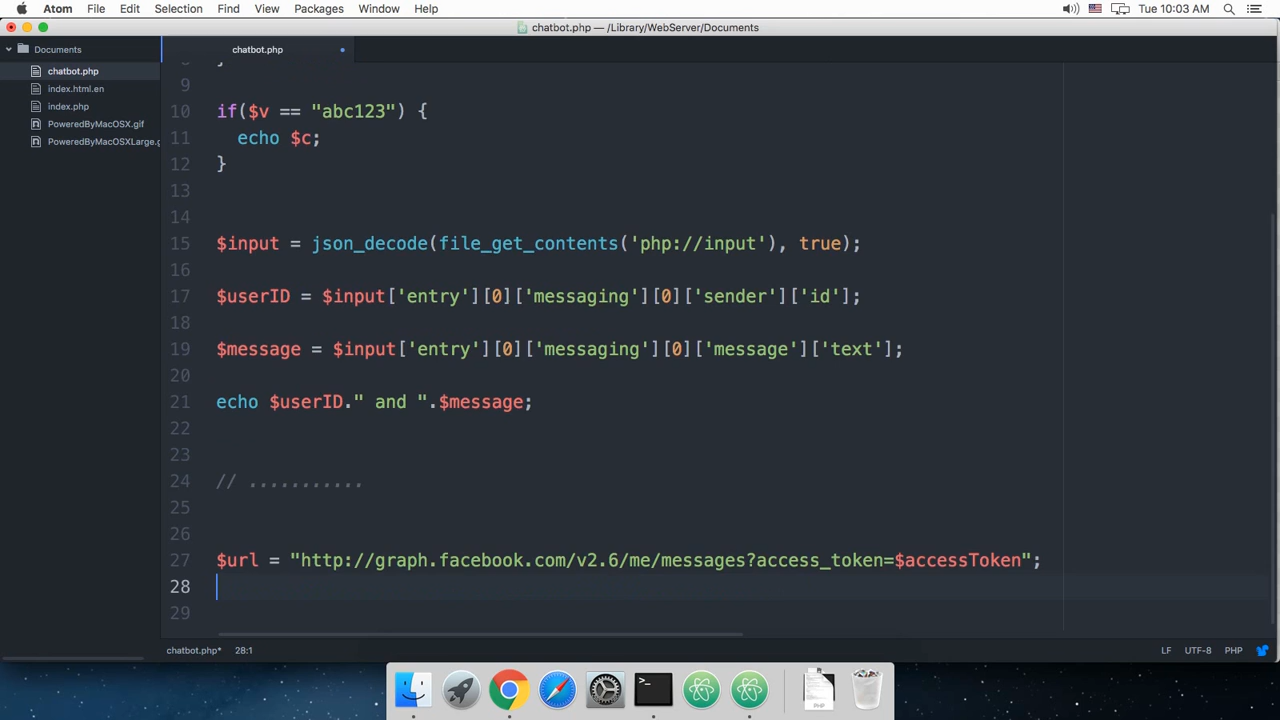 Atom File Edit Selection Find View Packages Window Help Tue 10:03 AM
chatbot.php — /Library/WebServer/Documents
Documents
chatbot.php
index.html.en
index.php
PoweredByMacOSX.gif
PoweredByMacOSXLarge.g
chatbot.php
8 }
9
10 if($v == "abc123") {
11 echo $c;
12 }
13
14
15 $input = json_decode(file_get_contents('php://input'), true);
16
17 $userID = $input['entry'][0]['messaging'][0]['sender']['id'];
18
19 $message = $input['entry'][0]['messaging'][0]['message']['text'];
20
21 echo $userID." and ".$message;
22
23
24 // ...........
25
26
27 $url = "http://graph.facebook.com/v2.6/me/messages?access_token=$accessToken";
28
29
chatbot.php* 28:1 LF UTF-8 PHP
>_
PHP